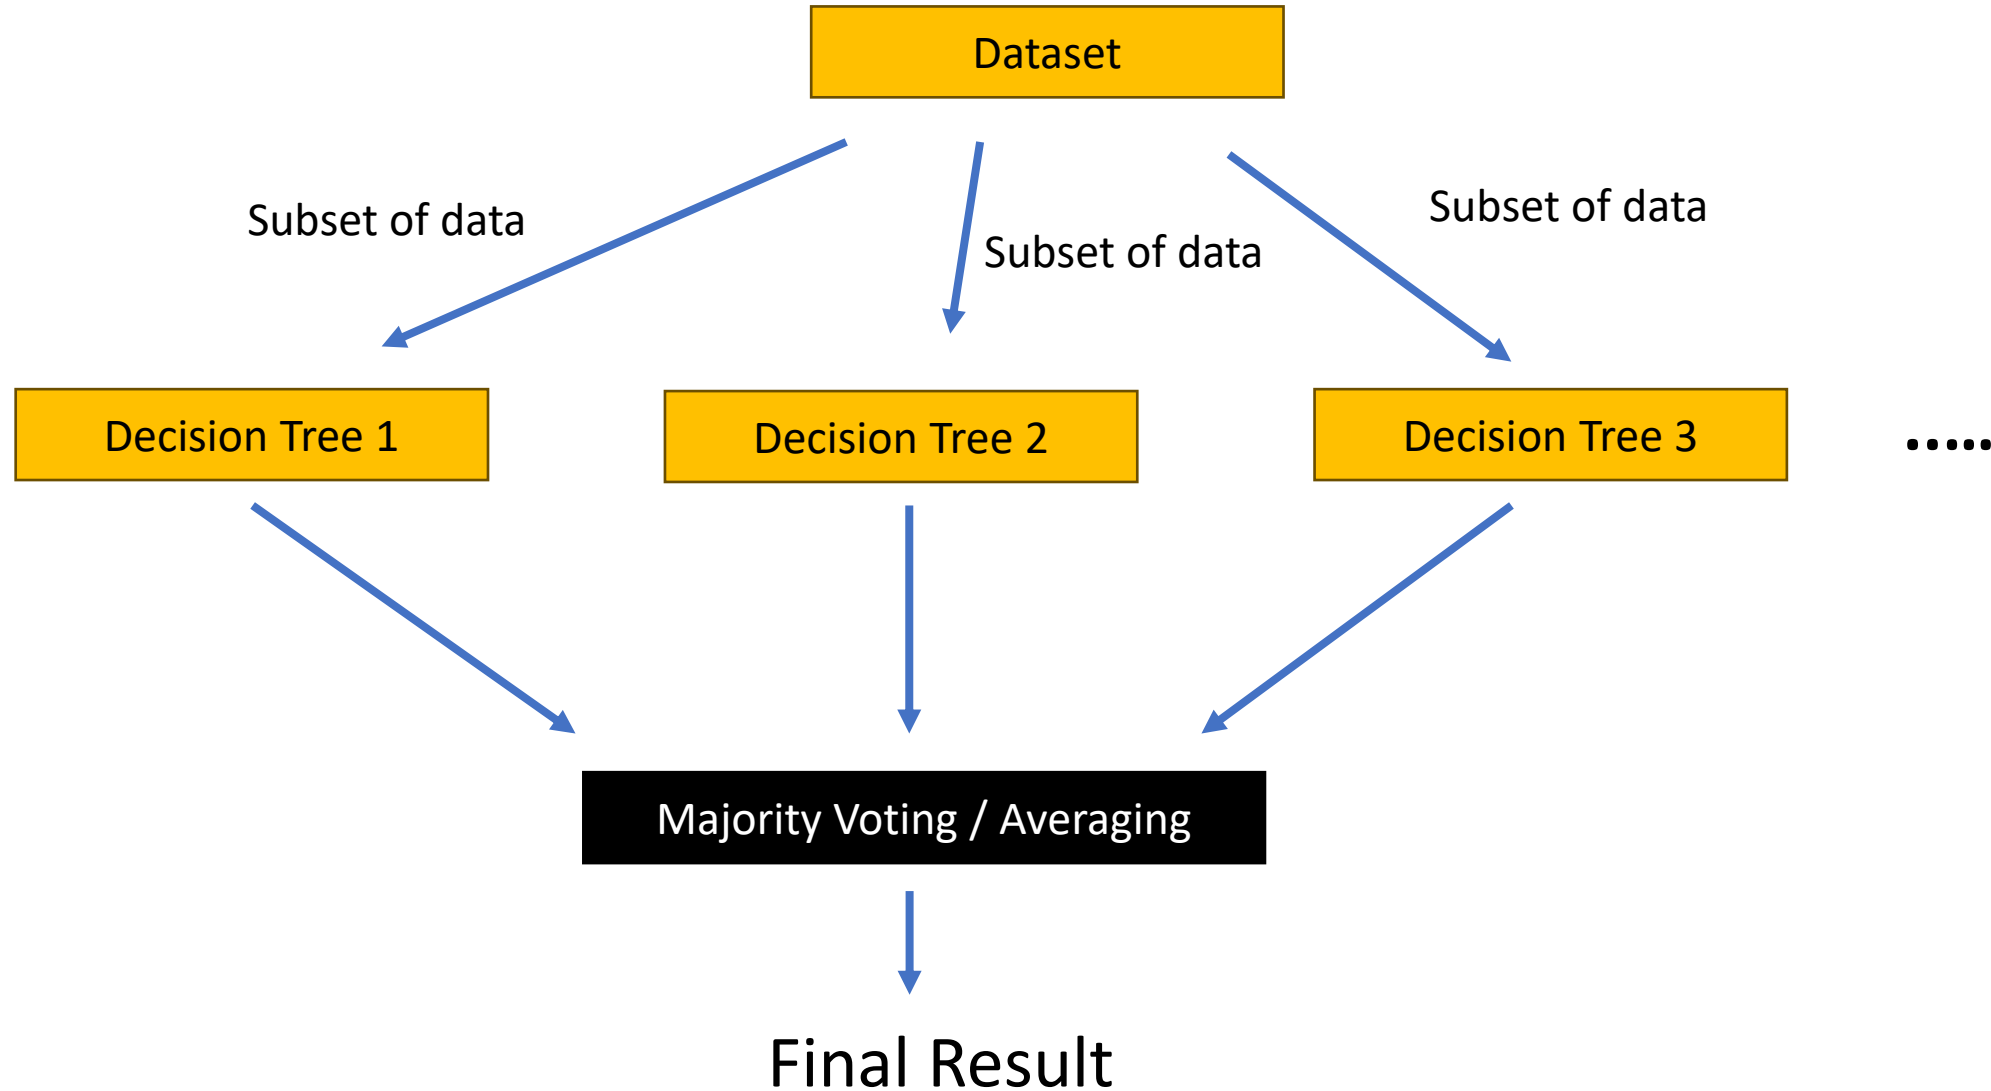 Dataset
Subset of data
Subset of data
Subset of data
Decision Tree 1
Decision Tree 2
Decision Tree 3
.....
Majority Voting / Averaging
Final Result